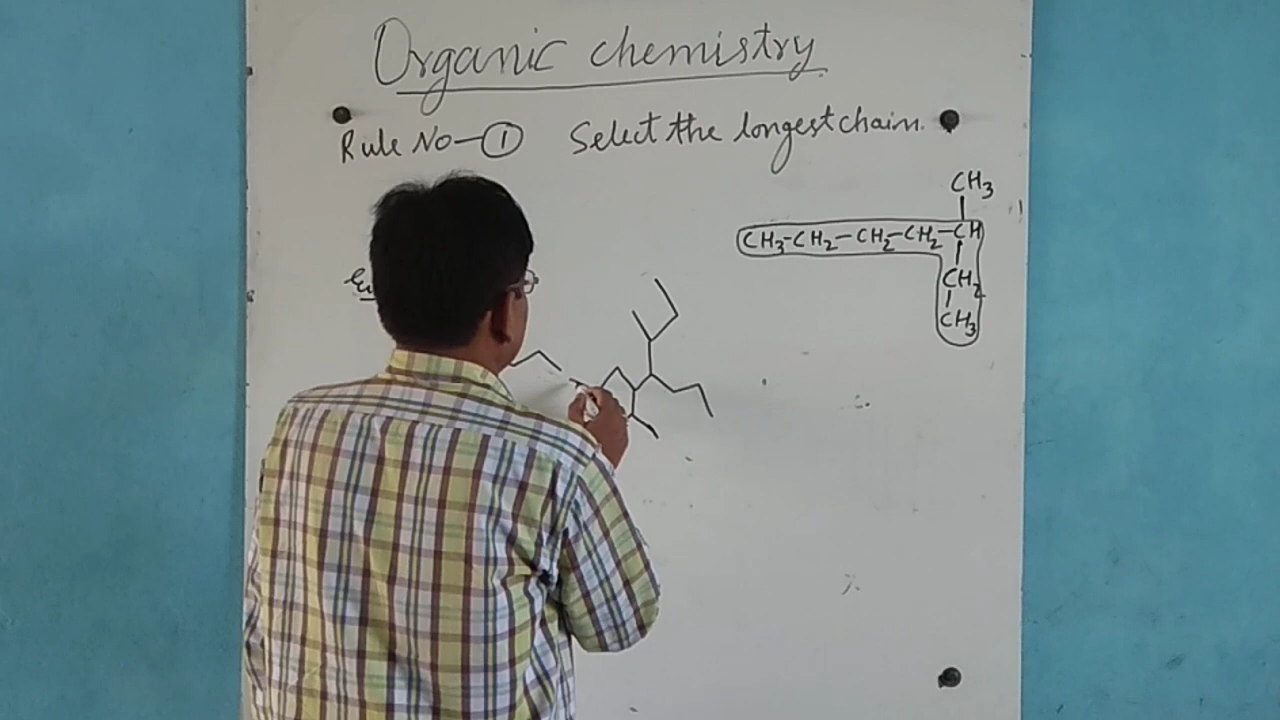 Organic chemistry
Rule No-① Select the longest chain.
CH₃
CH₃-CH₂-CH₂-CH₂-CH
CH₂
CH₃